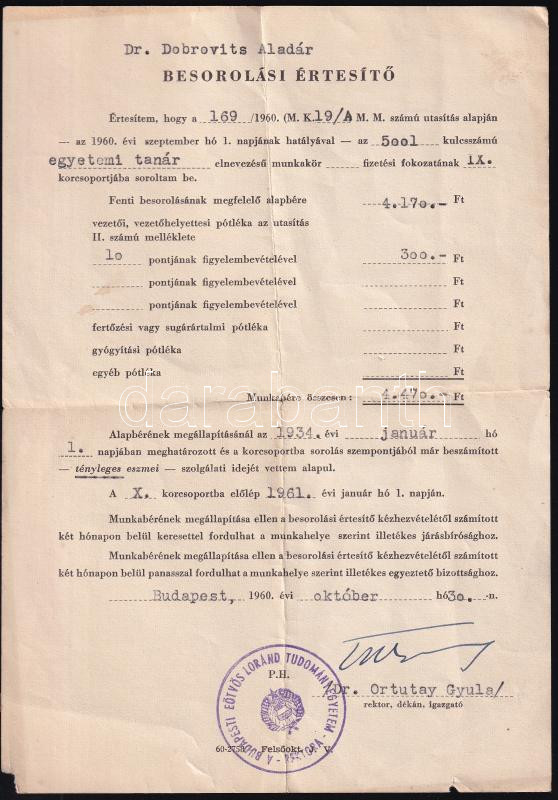 Dr. Dobrovits Aladár
BESOROLÁSI ÉRTESÍTŐ
Értesítem, hogy a 169 /1960. (M. K. 19/A M. M. számú utasítás alapján
— az 1960. évi szeptember hó 1. napjának hatályával — az 5001 kulcsszámú
egyetemi tanár elnevezésű munkakör fizetési fokozatának IX.
korcsoportjába soroltam be.
Fenti besorolásának megfelelő alapbére 4.170.- Ft
vezetői, vezetőhelyettesi pótléka az utasítás
II. számú melléklete
10 pontjának figyelembevételével 300.- Ft
pontjának figyelembevételével Ft
pontjának figyelembevételével Ft
fertőzési vagy sugárártalmi pótléka Ft
gyógyítási pótléka Ft
egyéb pótléka Ft
Munkabére összesen: 4.470.- Ft
darabanth
Alapbérének megállapításánál az 1934. évi január hó
1. napjában meghatározott és a korcsoportba sorolás szempontjából már beszámított
— tényleges eszmei — szolgálati idejét vettem alapul.
A X. korcsoportba előlép 1961. évi január hó 1. napján.
Munkabérének megállapítása ellen a besorolási értesítő kézhezvételétől számított
két hónapon belül keresettel fordulhat a munkahelye szerint illetékes járásbírósághoz.
Munkabérének megállapítása ellen a besorolási értesítő kézhezvételétől számított
két hónapon belül panasszal fordulhat a munkahelye szerint illetékes egyeztető bizottsághoz.
Budapest, 1960. évi október hó 30. -n.
P.H.
/Dr. Ortutay Gyula/
rektor, dékán, igazgató
A BUDAPESTI EÖTVÖS LORÁND TUDOMÁNYEGYETEM - REKTORA -
60-2758 Felsőokt. J. V.